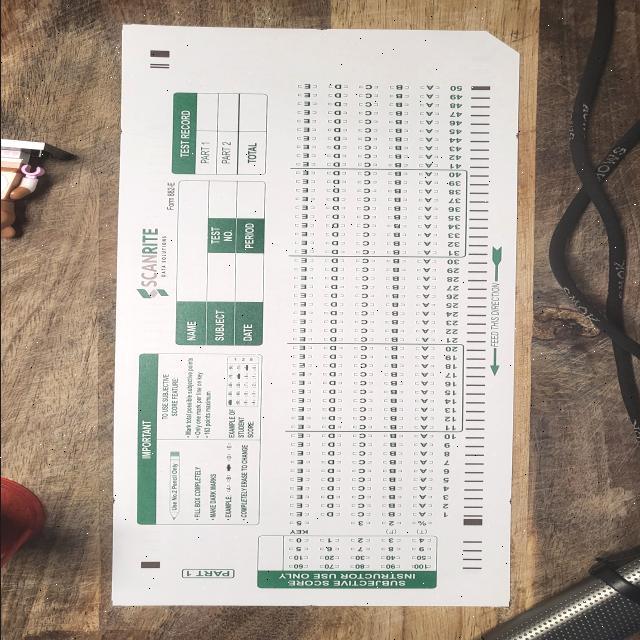 SCANRITE
DATA SOLUTIONS
Form 882-E
TEST RECORD
PART 1
PART 2
TOTAL
NAME
SUBJECT
TEST NO.
DATE
PERIOD
IMPORTANT
Use No.2 Pencil Only
• FILL BOX COMPLETELY
• MAKE DARK MARKS
• EXAMPLE:
• COMPLETELY ERASE TO CHANGE
TO USE SUBJECTIVE
SCORE FEATURE:
• Mark total possible subjective points
• Only one mark per line on key
• 163 points maximum
EXAMPLE OF
STUDENT
SCORE
PART 1
SUBJECTIVE SCORE
INSTRUCTOR USE ONLY
100 90 80 70 60
50 40 30 20 10
9 8 7 6 5
4 3 2 1 0
KEY
1 A B C D E
2 A B C D E
3 A B C D E
4 A B C D E
5 A B C D E
6 A B C D E
7 A B C D E
8 A B C D E
9 A B C D E
10 A B C D E
11 A B C D E
12 A B C D E
13 A B C D E
14 A B C D E
15 A B C D E
16 A B C D E
17 A B C D E
18 A B C D E
19 A B C D E
20 A B C D E
21 A B C D E
22 A B C D E
23 A B C D E
24 A B C D E
25 A B C D E
26 A B C D E
27 A B C D E
28 A B C D E
29 A B C D E
30 A B C D E
31 A B C D E
32 A B C D E
33 A B C D E
34 A B C D E
35 A B C D E
36 A B C D E
37 A B C D E
38 A B C D E
39 A B C D E
40 A B C D E
41 A B C D E
42 A B C D E
43 A B C D E
44 A B C D E
45 A B C D E
46 A B C D E
47 A B C D E
48 A B C D E
49 A B C D E
50 A B C D E
FEED THIS DIRECTION